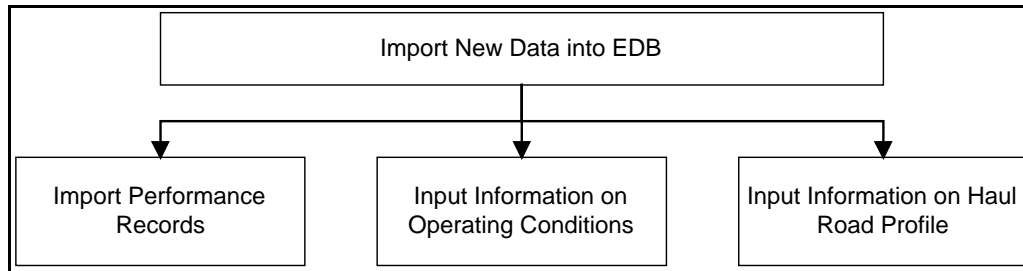 Import New Data into EDB
Import Performance
Records
Input Information on
Operating Conditions
Input Information on Haul
Road Profile